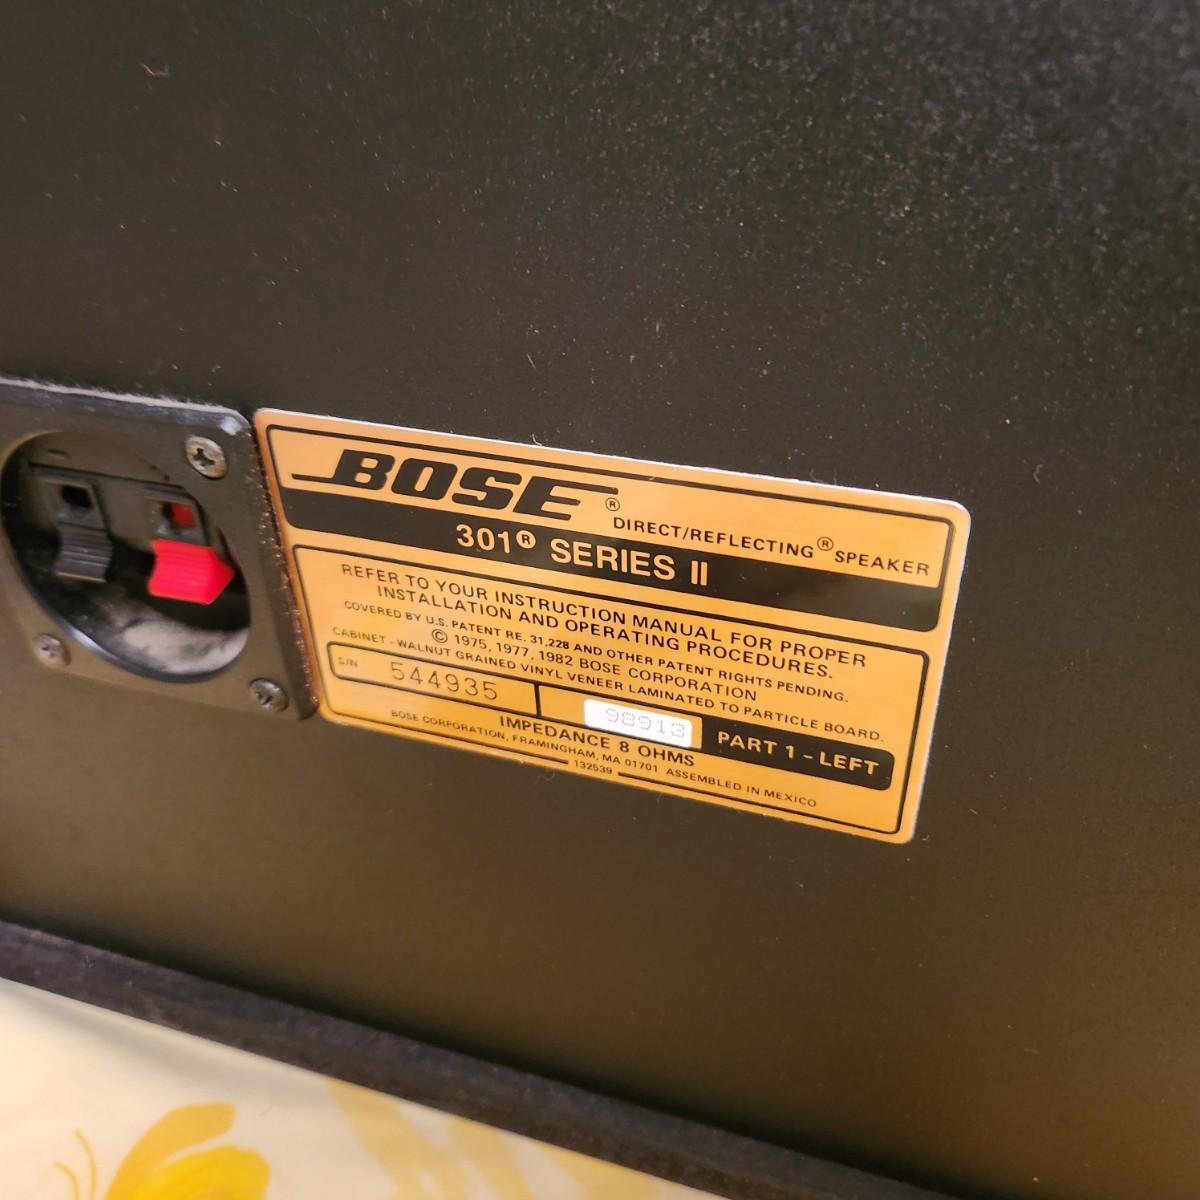 BOSE®
DIRECT/REFLECTING® SPEAKER
301® SERIES II
REFER TO YOUR INSTRUCTION MANUAL FOR PROPER
INSTALLATION AND OPERATING PROCEDURES.
COVERED BY U.S. PATENT RE. 31,228 AND OTHER PATENT RIGHTS PENDING.
© 1975, 1977, 1982 BOSE CORPORATION
CABINET - WALNUT GRAINED VINYL VENEER LAMINATED TO PARTICLE BOARD.
S/N 544935 98913 PART 1 - LEFT
IMPEDANCE 8 OHMS
BOSE CORPORATION, FRAMINGHAM, MA 01701 ASSEMBLED IN MEXICO
132539